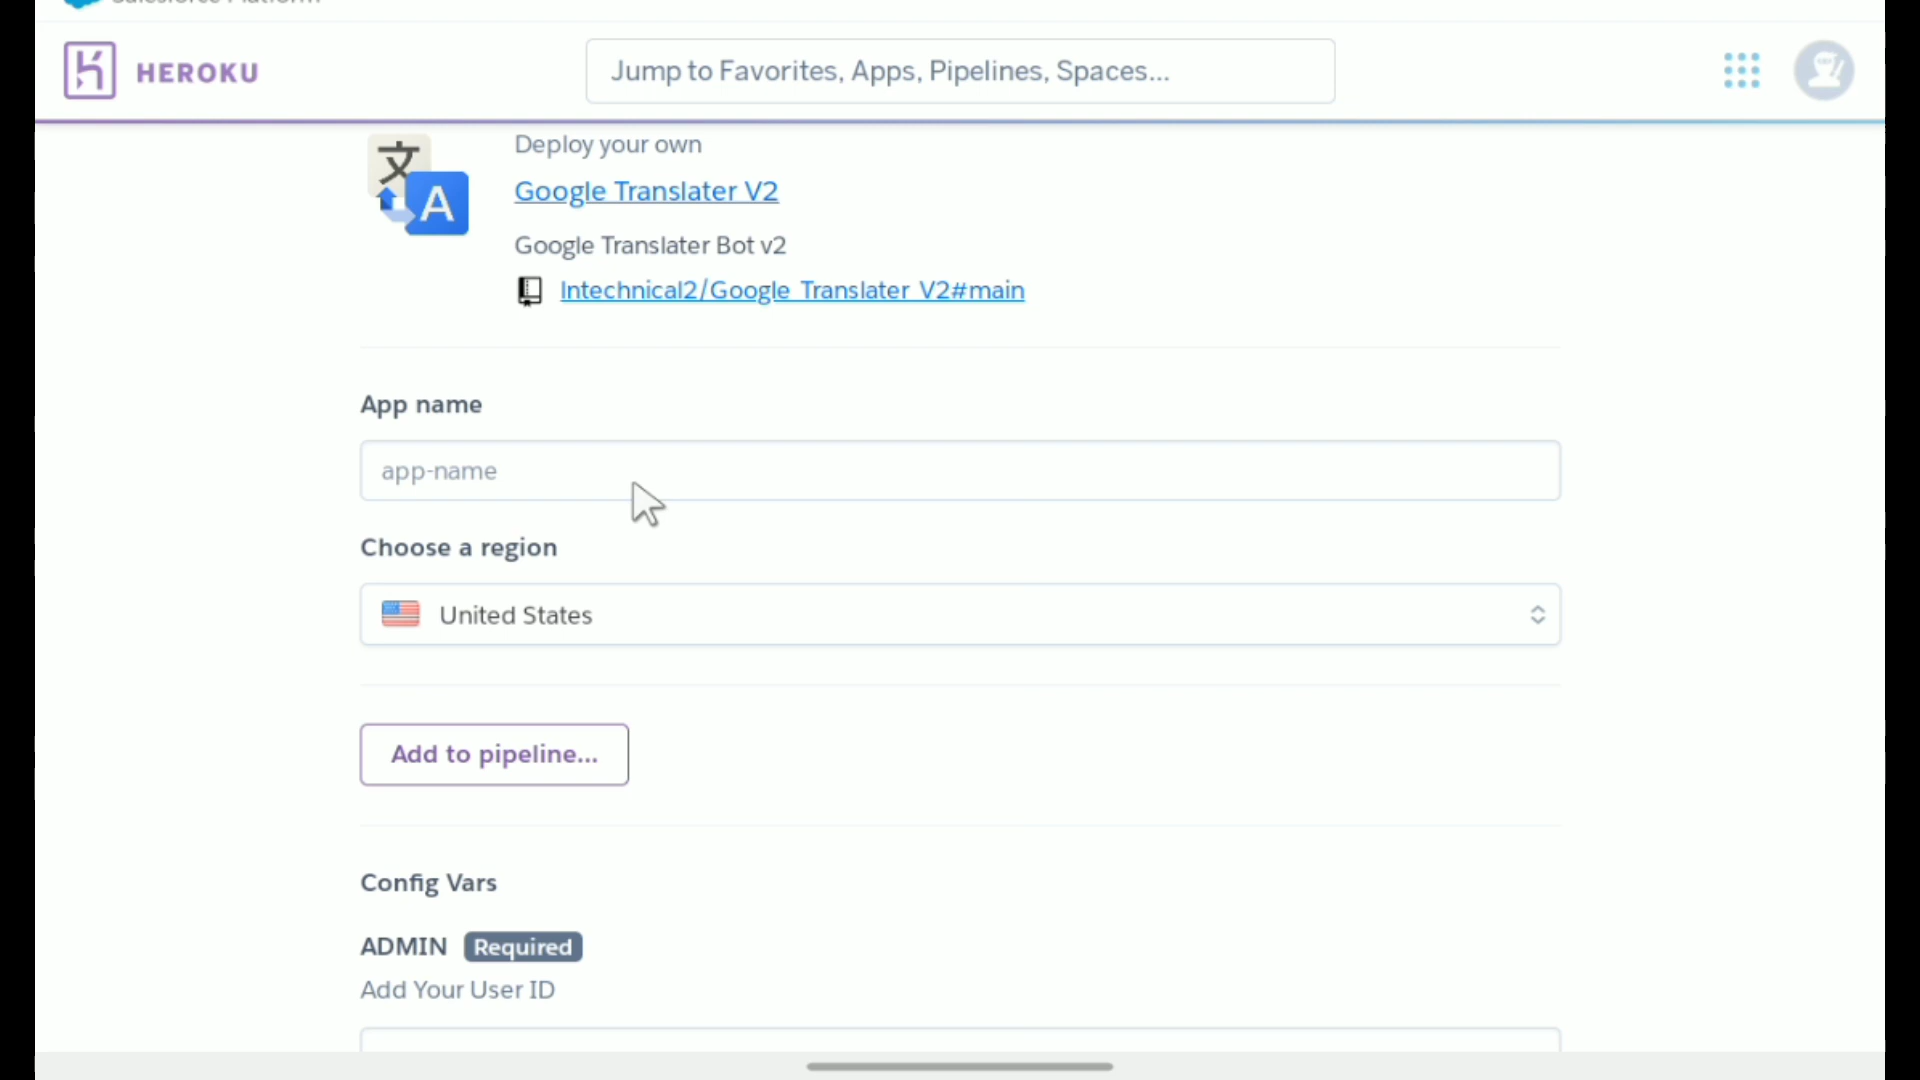 Salesforce Platform
HEROKU
Jump to Favorites, Apps, Pipelines, Spaces...
文
A
Deploy your own
Google Translater V2
Google Translater Bot v2
Intechnical2/Google_Translater_V2#main
App name
app-name
Choose a region
United States
Add to pipeline...
Config Vars
ADMIN Required
Add Your User ID